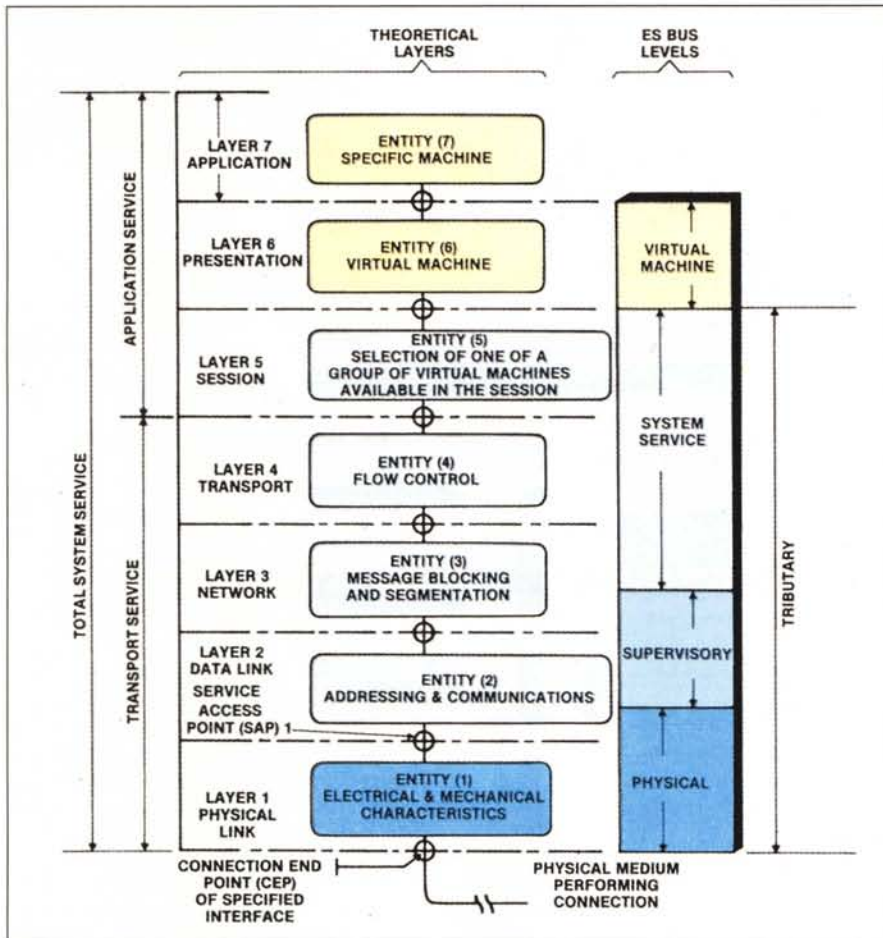 THEORETICAL
LAYERS
ES BUS
LEVELS
TOTAL SYSTEM SERVICE
APPLICATION SERVICE
TRANSPORT SERVICE
LAYER 7
APPLICATION
ENTITY (7)
SPECIFIC MACHINE
LAYER 6
PRESENTATION
ENTITY (6)
VIRTUAL MACHINE
LAYER 5
SESSION
ENTITY (5)
SELECTION OF ONE OF A
GROUP OF VIRTUAL MACHINES
AVAILABLE IN THE SESSION
LAYER 4
TRANSPORT
ENTITY (4)
FLOW CONTROL
LAYER 3
NETWORK
ENTITY (3)
MESSAGE BLOCKING
AND SEGMENTATION
LAYER 2
DATA LINK
SERVICE
ACCESS
POINT (SAP) 1
ENTITY (2)
ADDRESSING & COMMUNICATIONS
LAYER 1
PHYSICAL
LINK
ENTITY (1)
ELECTRICAL & MECHANICAL
CHARACTERISTICS
VIRTUAL
MACHINE
SYSTEM
SERVICE
SUPERVISORY
PHYSICAL
TRIBUTARY
CONNECTION END
POINT (CEP)
OF SPECIFIED
INTERFACE
PHYSICAL MEDIUM
PERFORMING
CONNECTION